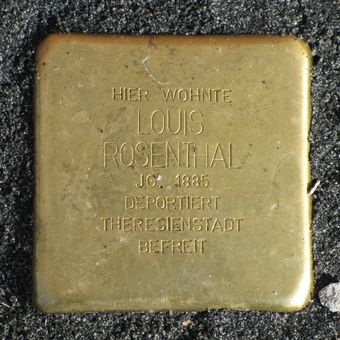 HIER WOHNTE
LOUIS
ROSENTHAL
JG. 1885
DEPORTIERT
THERESIENSTADT
BEFREIT